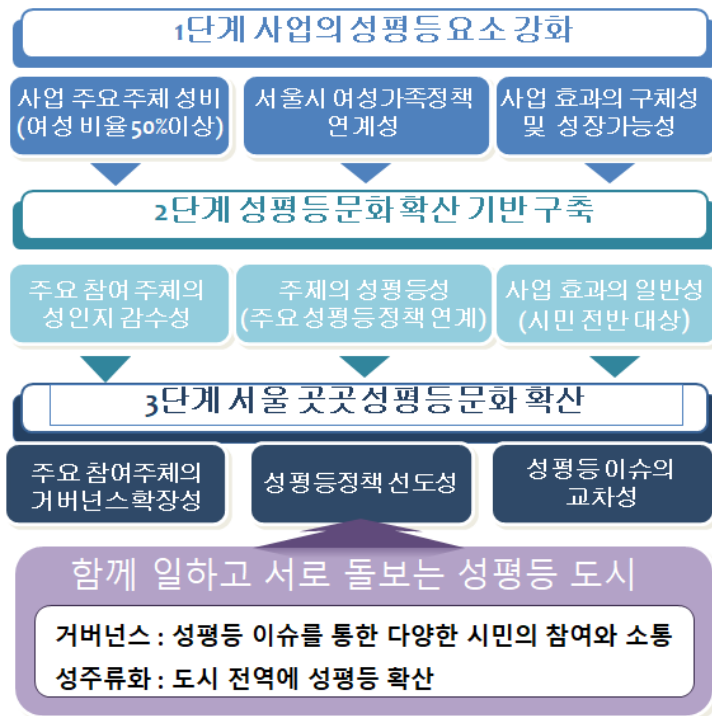 1단계 사업의 성평등요소 강화
사업 주요주체 성비
(여성 비율 50%이상)
서울시 여성가족정책
연계성
사업 효과의 구체성
및 성장가능성
2단계 성평등문화 확산 기반 구축
주요 참여 주체의
성인지 감수성
주제의 성평등성
(주요 성평등정책 연계)
사업 효과의 일반성
(시민 전반 대상)
3단계 서울 곳곳 성평등문화 확산
주요 참여주체의
거버넌스확장성
성평등정책 선도성
성평등 이슈의
교차성
함께 일하고 서로 돌보는 성평등 도시
거버넌스 : 성평등 이슈를 통한 다양한 시민의 참여와 소통
성주류화 : 도시 전역에 성평등 확산